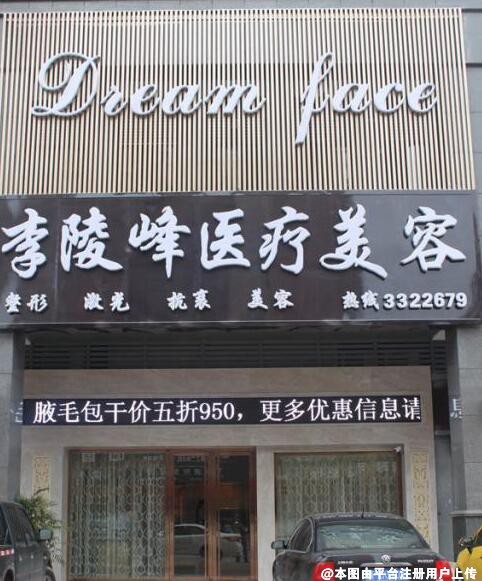 Dream face
李陵峰医疗美容
整形 激光 抗衰 美容 热线3322679
腋毛包干价五折950，更多优惠信息请
@本图由平台注册用户上传